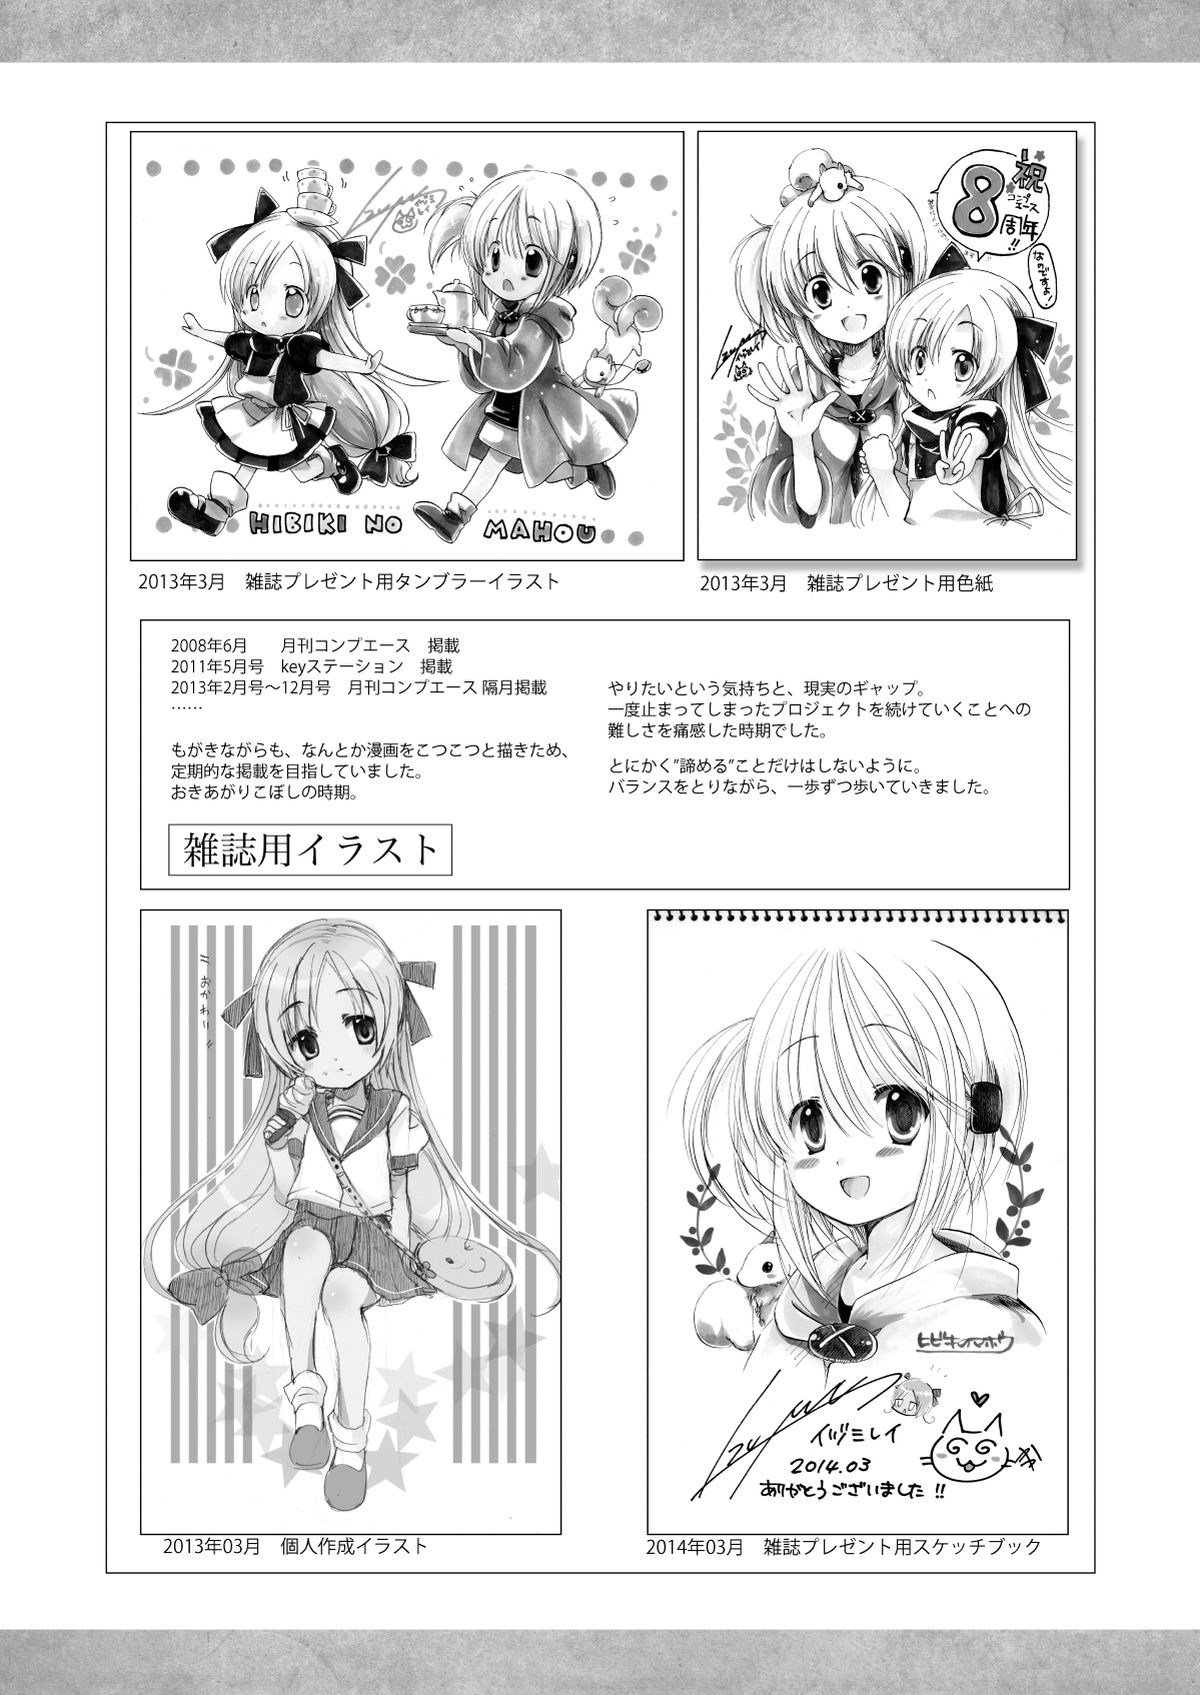 祝
コンプエース
8周年!!
なのですよ!
イヅミレイ
HIBIKI NO MAHOU
2013年3月　雑誌プレゼント用タンブラーイラスト
2013年3月　雑誌プレゼント用色紙
2008年6月　　月刊コンプエース　掲載
2011年5月号　keyステーション　掲載
2013年2月号～12月号　月刊コンプエース 隔月掲載
……
もがきながらも、なんとか漫画をこつこつと描きため、
定期的な掲載を目指していました。
おきあがりこぼしの時期。
やりたいという気持ちと、現実のギャップ。
一度止まってしまったプロジェクトを続けていくことへの
難しさを痛感した時期でした。
とにかく”諦める”ことだけはしないように。
バランスをとりながら、一歩ずつ歩いていきました。
雑誌用イラスト
おかわり
ヒビキノマホウ
イヅミレイ
2014.03
ありがとうございました!!
2013年03月　個人作成イラスト
2014年03月　雑誌プレゼント用スケッチブック